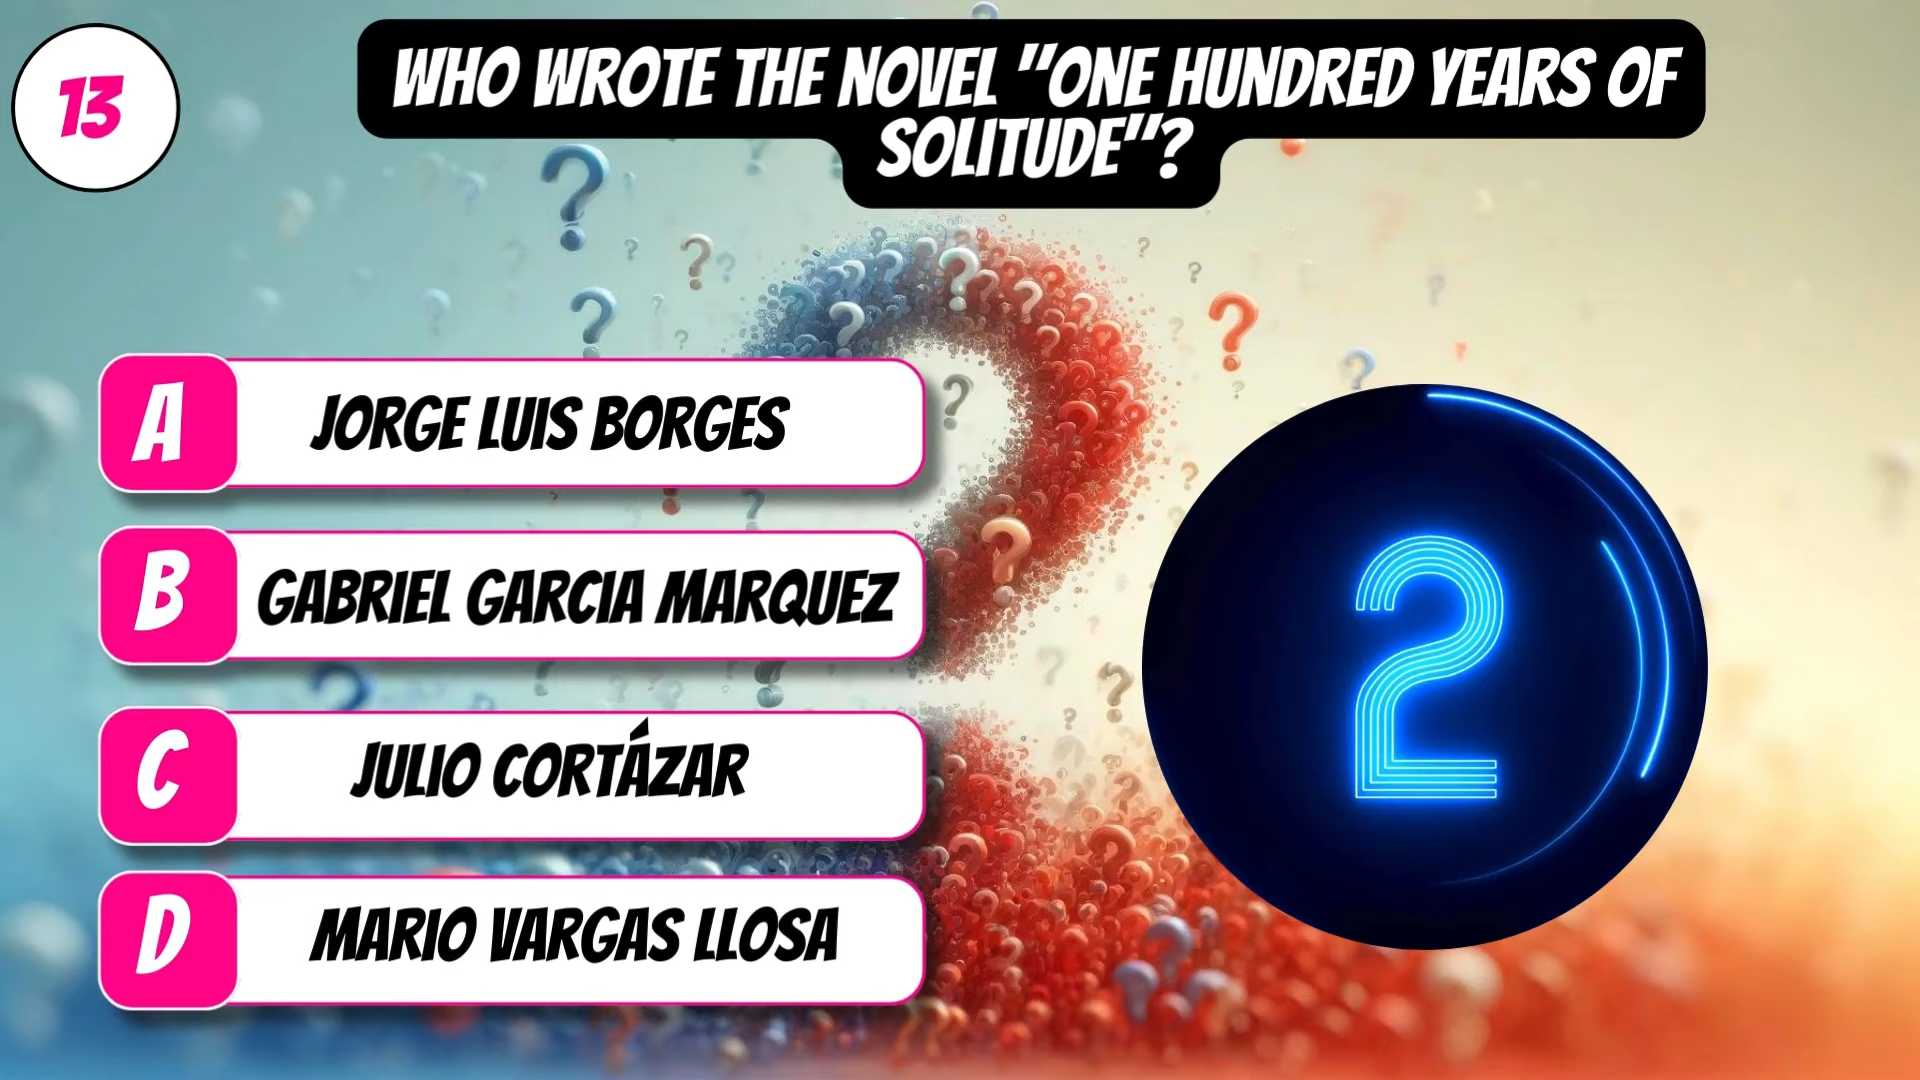 13
WHO WROTE THE NOVEL "ONE HUNDRED YEARS OF
SOLITUDE"?
A
JORGE LUIS BORGES
B
GABRIEL GARCIA MARQUEZ
C
JULIO CORTÁZAR
D
MARIO VARGAS LLOSA
2